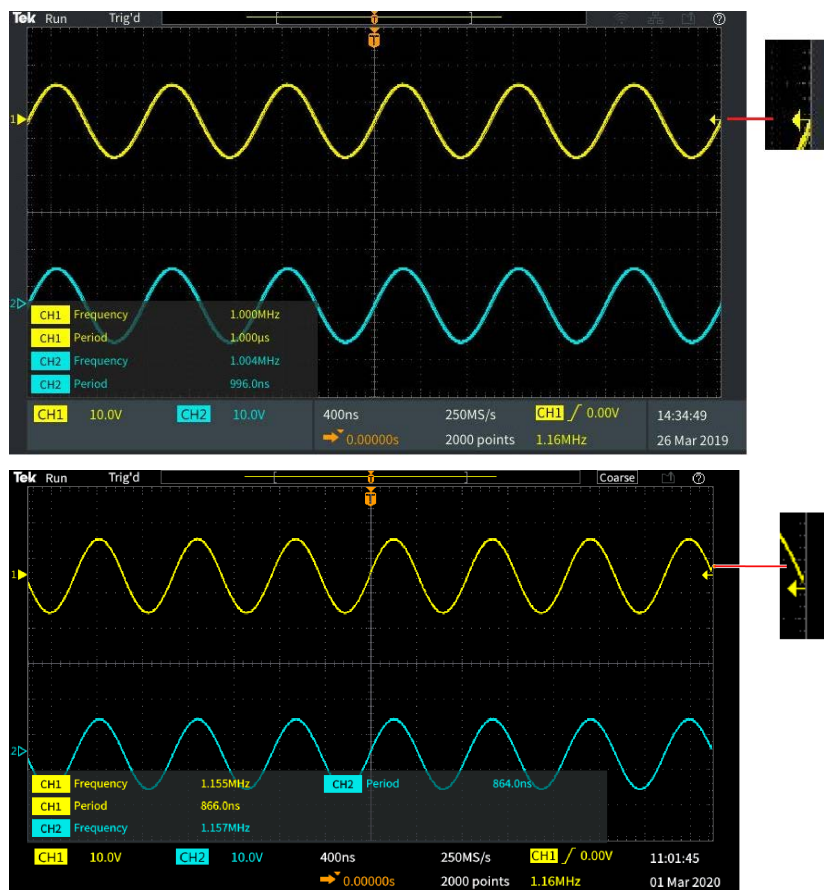 Tek Run Trig'd
T
T
1
2
CH1 Frequency 1.000MHz
CH1 Period 1.000µs
CH2 Frequency 1.004MHz
CH2 Period 996.0ns
CH1 10.0V CH2 10.0V 400ns 250MS/s CH1 0.00V 14:34:49
0.00000s 2000 points 1.16MHz 26 Mar 2019
Tek Run Trig'd Coarse
T
T
1
2
CH1 Frequency 1.155MHz CH2 Period 864.0ns
CH1 Period 866.0ns
CH2 Frequency 1.157MHz
CH1 10.0V CH2 10.0V 400ns 250MS/s CH1 0.00V 11:01:45
0.00000s 2000 points 1.16MHz 01 Mar 2020